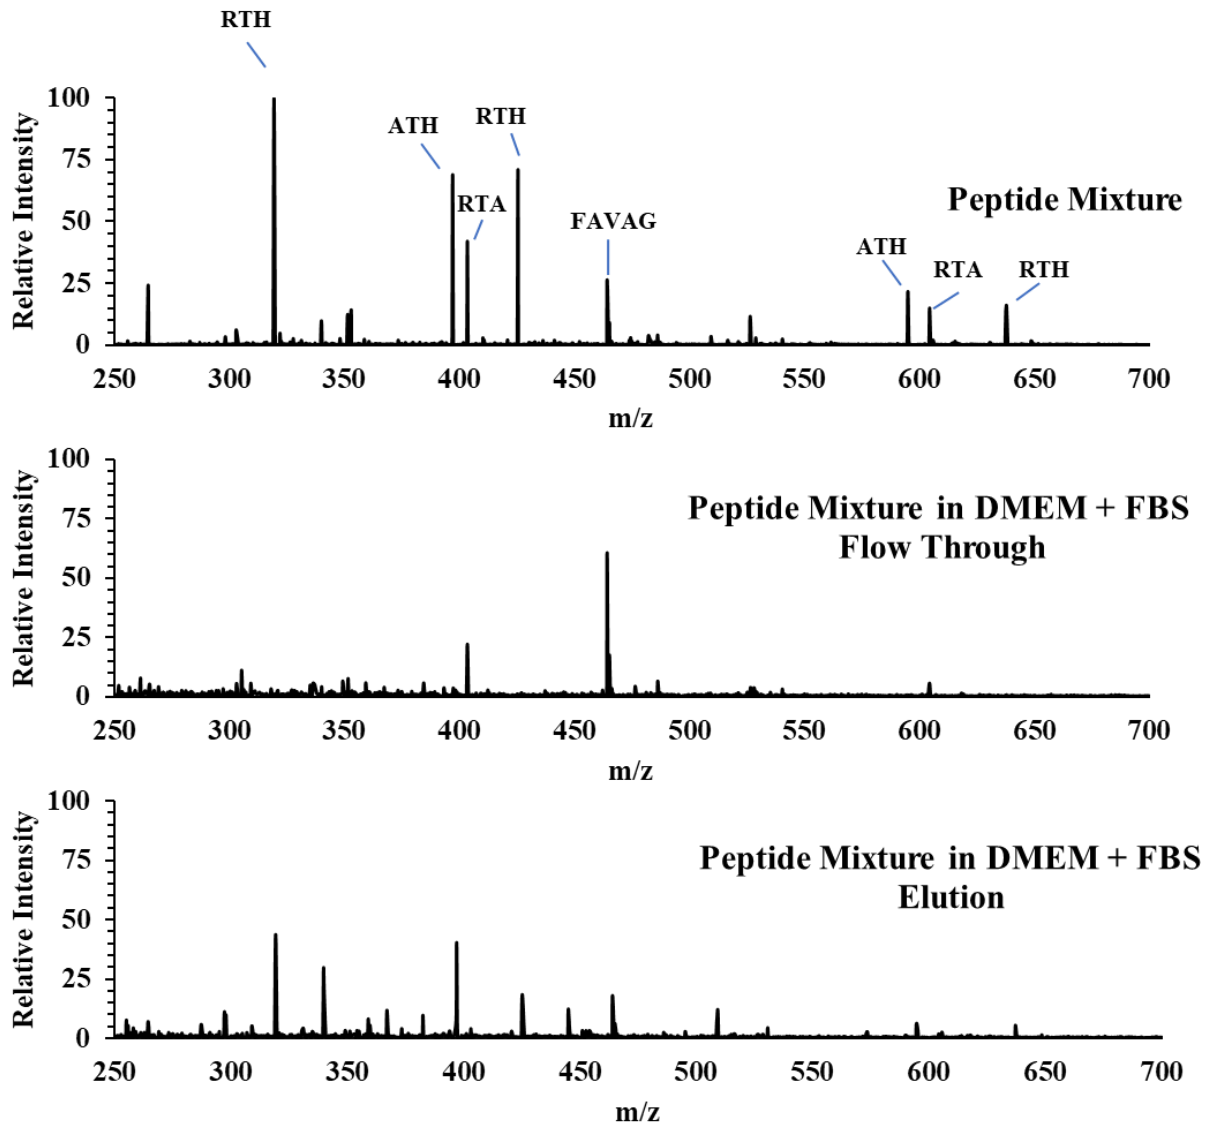 RTH
100
75
50
25
0
Relative Intensity
ATH
RTH
RTA
FAVAG
Peptide Mixture
ATH
RTA
RTH
250 300 350 400 450 500 550 600 650 700
m/z
100
75
50
25
0
Relative Intensity
Peptide Mixture in DMEM + FBS
Flow Through
250 300 350 400 450 500 550 600 650 700
m/z
100
75
50
25
0
Relative Intensity
Peptide Mixture in DMEM + FBS
Elution
250 300 350 400 450 500 550 600 650 700
m/z